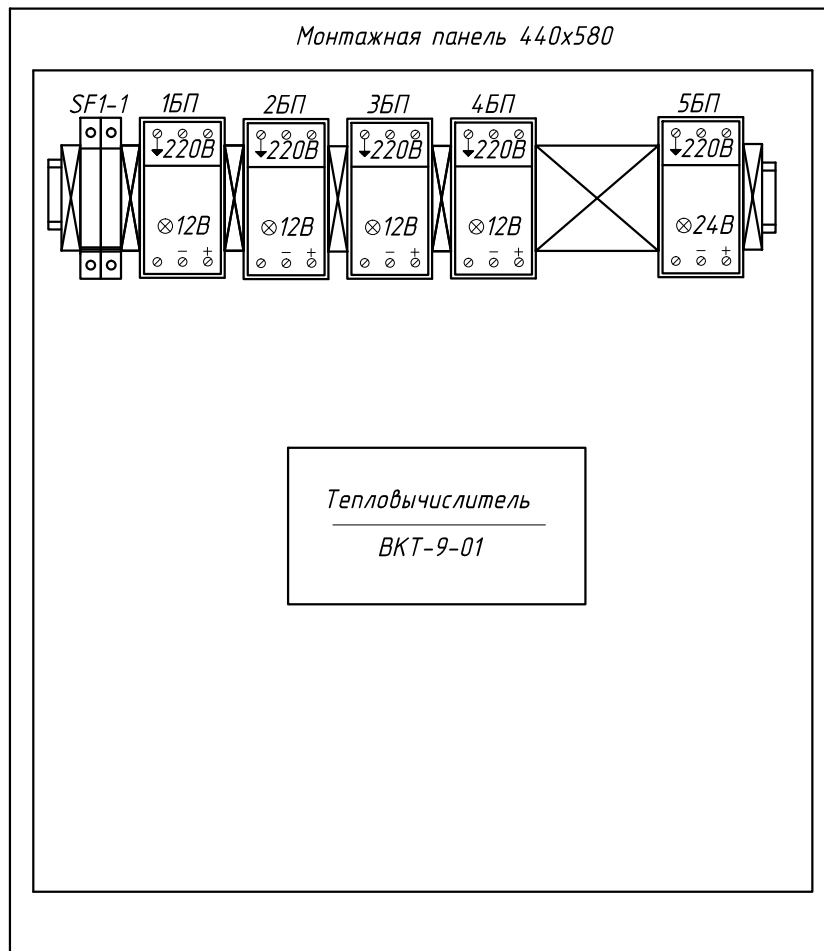 Монтажная панель 440х580
SF1-1 1БП 2БП 3БП 4БП 5БП
220В 220В 220В 220В 220В
12В 12В 12В 12В 24В
− + − + − + − + − +
Тепловычислитель
ВКТ-9-01